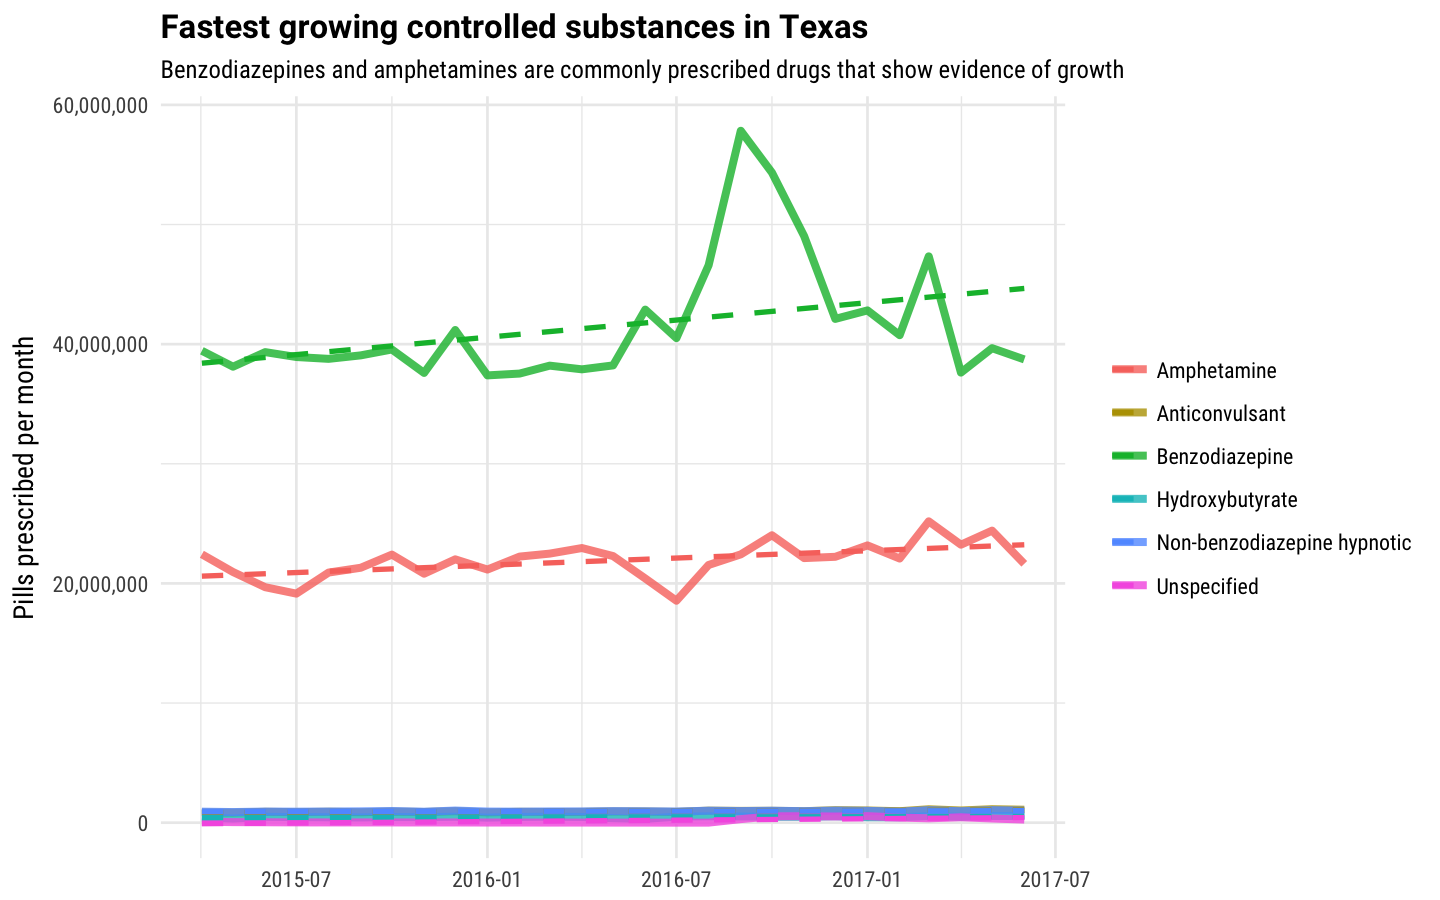 Fastest growing controlled substances in Texas
Benzodiazepines and amphetamines are commonly prescribed drugs that show evidence of growth
Pills prescribed per month
60,000,000
40,000,000
20,000,000
0
2015-07
2016-01
2016-07
2017-01
2017-07
Amphetamine
Anticonvulsant
Benzodiazepine
Hydroxybutyrate
Non-benzodiazepine hypnotic
Unspecified